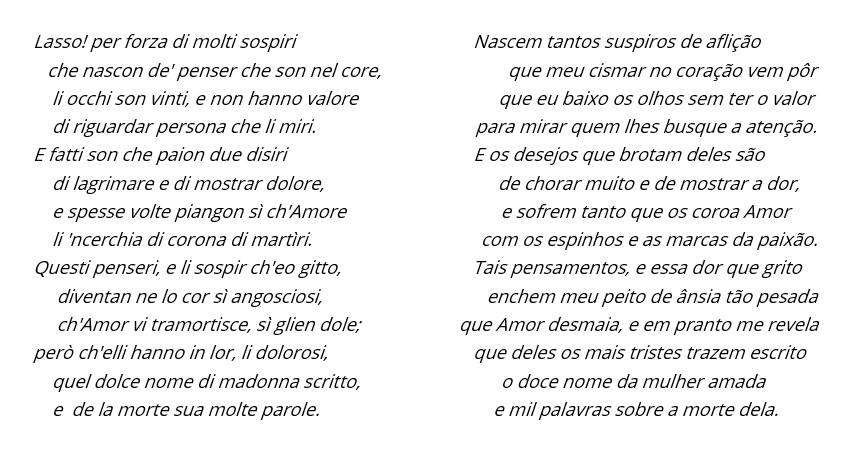 Lasso! per forza di molti sospiri
che nascon de' penser che son nel core,
li occhi son vinti, e non hanno valore
di riguardar persona che li miri.
E fatti son che paion due disiri
di lagrimare e di mostrar dolore,
e spesse volte piangon sì ch'Amore
li 'ncerchia di corona di martìri.
Questi penseri, e li sospir ch'eo gitto,
diventan ne lo cor sì angosciosi,
ch'Amor vi tramortisce, sì glien dole;
però ch'elli hanno in lor, li dolorosi,
quel dolce nome di madonna scritto,
e de la morte sua molte parole.
Nascem tantos suspiros de aflição
que meu cismar no coração vem pôr
que eu baixo os olhos sem ter o valor
para mirar quem lhes busque a atenção.
E os desejos que brotam deles são
de chorar muito e de mostrar a dor,
e sofrem tanto que os coroa Amor
com os espinhos e as marcas da paixão.
Tais pensamentos, e essa dor que grito
enchem meu peito de ânsia tão pesada
que Amor desmaia, e em pranto me revela
que deles os mais tristes trazem escrito
o doce nome da mulher amada
e mil palavras sobre a morte dela.